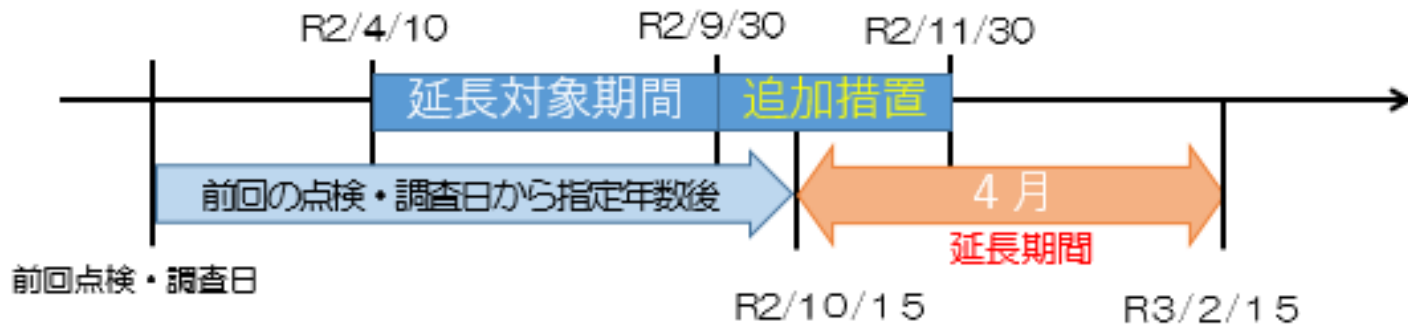 R2/4/10
R2/9/30
R2/11/30
延長対象期間
追加措置
前回の点検・調査日から指定年数後
４月
延長期間
前回点検・調査日
R2/10/15
R3/2/15